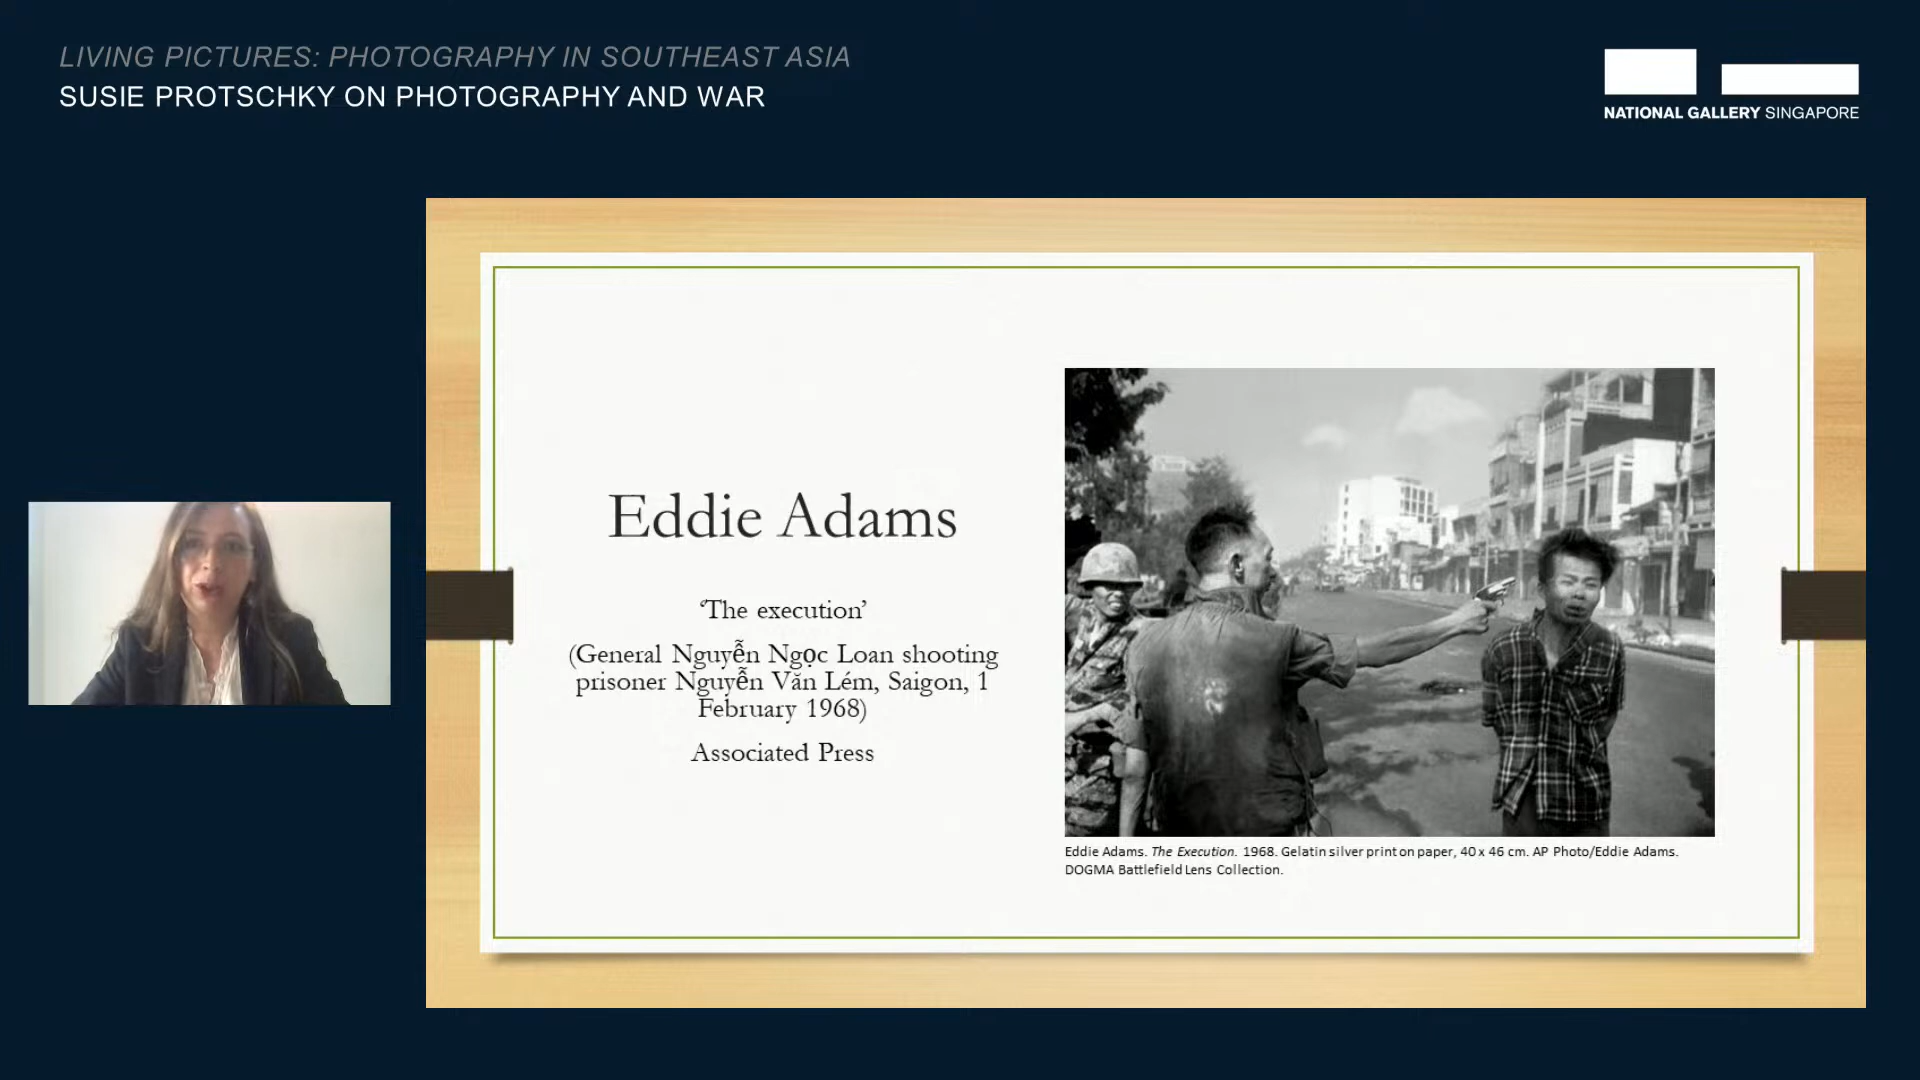 LIVING PICTURES: PHOTOGRAPHY IN SOUTHEAST ASIA
SUSIE PROTSCHKY ON PHOTOGRAPHY AND WAR
NATIONAL GALLERY SINGAPORE
Eddie Adams
‘The execution’
(General Nguyễn Ngọc Loan shooting
prisoner Nguyễn Văn Lém, Saigon, 1
February 1968)
Associated Press
Eddie Adams. The Execution. 1968. Gelatin silver print on paper, 40 x 46 cm. AP Photo/Eddie Adams.
DOGMA Battlefield Lens Collection.